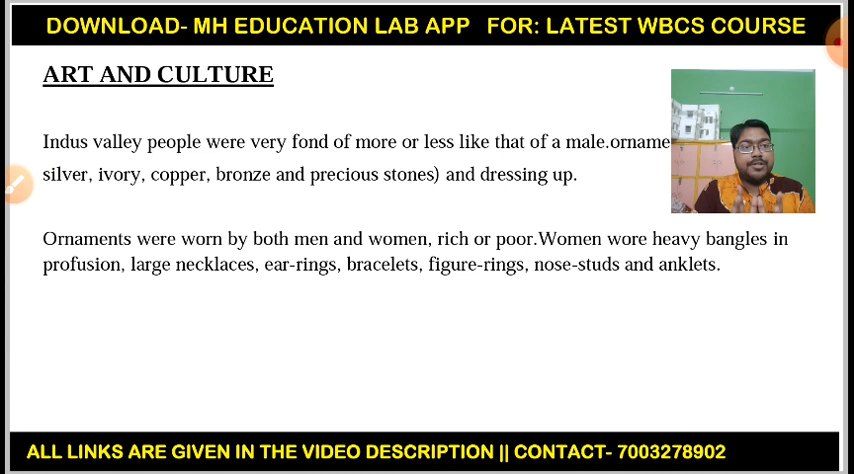 DOWNLOAD- MH EDUCATION LAB APP FOR: LATEST WBCS COURSE
ART AND CULTURE
Indus valley people were very fond of more or less like that of a male.orname
silver, ivory, copper, bronze and precious stones) and dressing up.
Ornaments were worn by both men and women, rich or poor.Women wore heavy bangles in
profusion, large necklaces, ear-rings, bracelets, figure-rings, nose-studs and anklets.
ALL LINKS ARE GIVEN IN THE VIDEO DESCRIPTION || CONTACT- 7003278902